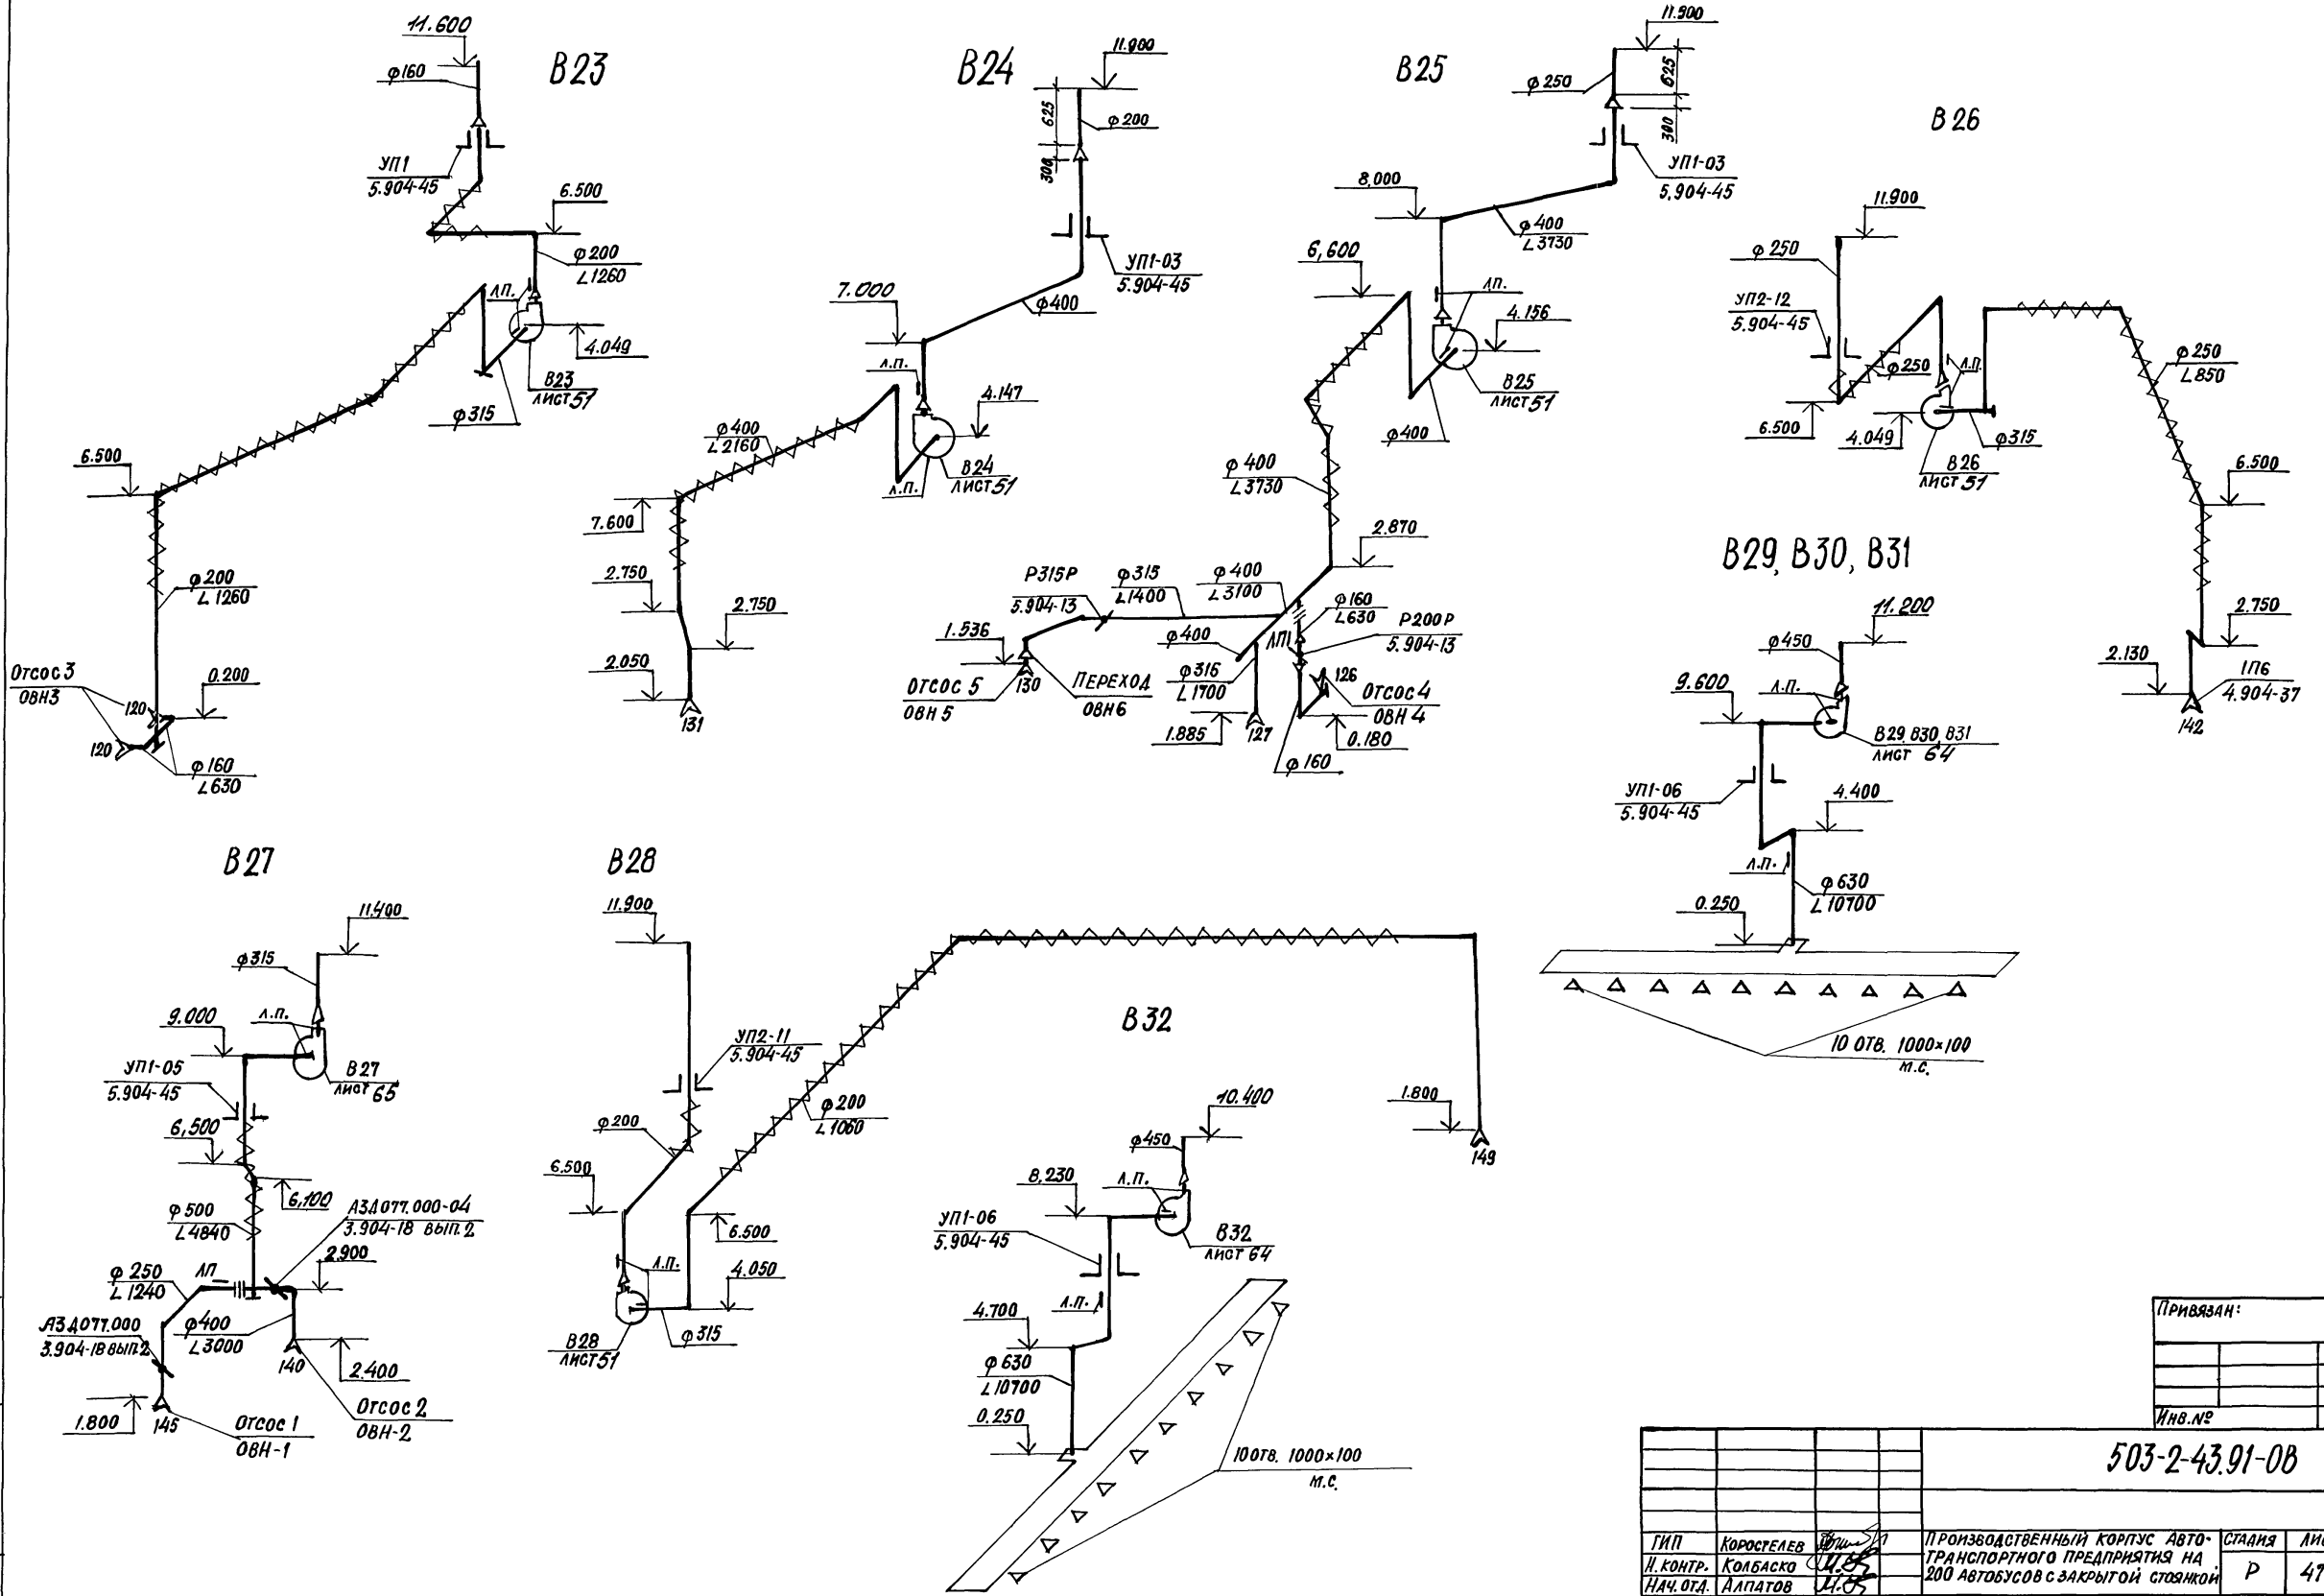 В23
11.600
φ160
УП1
5.904-45
6.500
φ200
L1260
Л.П.
4.049
В23
Лист 51
φ315
6.500
φ200
L1260
Отсос 3
ОВН3
120
0.200
120
φ160
L630
В24
11.900
625
φ200
300
УП1-03
5.904-45
7.000
φ400
Л.П.
4.147
φ400
L2160
В24
Лист 51
Л.П.
7.600
2.750
2.750
2.050
131
В25
11.900
625
φ250
300
УП1-03
5.904-45
8.000
φ400
L3730
6,600
Л.П.
4.156
В25
Лист 51
φ400
φ400
L3730
2.870
Р315Р
5.904-13
φ315
L1400
φ400
L3100
φ160
L630
Р200Р
5.904-13
1.536
φ400
ЛП1
Отсос 5
ОВН 5
130
Переход
ОВН6
φ316
L1700
126
Отсос 4
ОВН 4
1.885
127
0.180
φ160
В26
11.900
φ250
УП2-12
5.904-45
φ250
Л.П.
φ250
L850
6.500
4.049
φ315
В26
Лист 51
6.500
2.750
2.130
1П6
4.904-37
142
В29, В30, В31
11.200
φ450
9.600
Л.П.
В29, В30, В31
Лист 64
УП1-06
5.904-45
4.400
Л.П.
φ630
L10700
0.250
10 отв. 1000×100
м.с.
В27
11.400
φ315
9.000
Л.П.
УП1-05
5.904-45
В27
Лист 65
6,500
6,100
φ500
L4840
АЗД077.000-04
3.904-18 вып.2
2.900
φ250
L1240
ЛП
АЗД077.000
3.904-18 вып.2
φ400
L3000
140
2.400
1.800
145
Отсос 1
ОВН-1
Отсос 2
ОВН-2
В28
11.900
УП2-11
5.904-45
φ200
φ200
L1060
6.500
6.500
Л.П.
4.050
В28
Лист 51
φ315
1.800
149
В32
10.400
φ450
8,230
Л.П.
УП1-06
5.904-45
В32
Лист 64
4.700
Л.П.
φ630
L10700
0.250
10 отв. 1000×100
м.с.
Привязан:
Инв.№
503-2-43.91-ОВ
ГИП Коростелев
Н.контр. Колбаско
Нач.отд. Алпатов
Производственный корпус авто-
транспортного предприятия на
200 автобусов с закрытой стоянкой
Стадия
Р
47